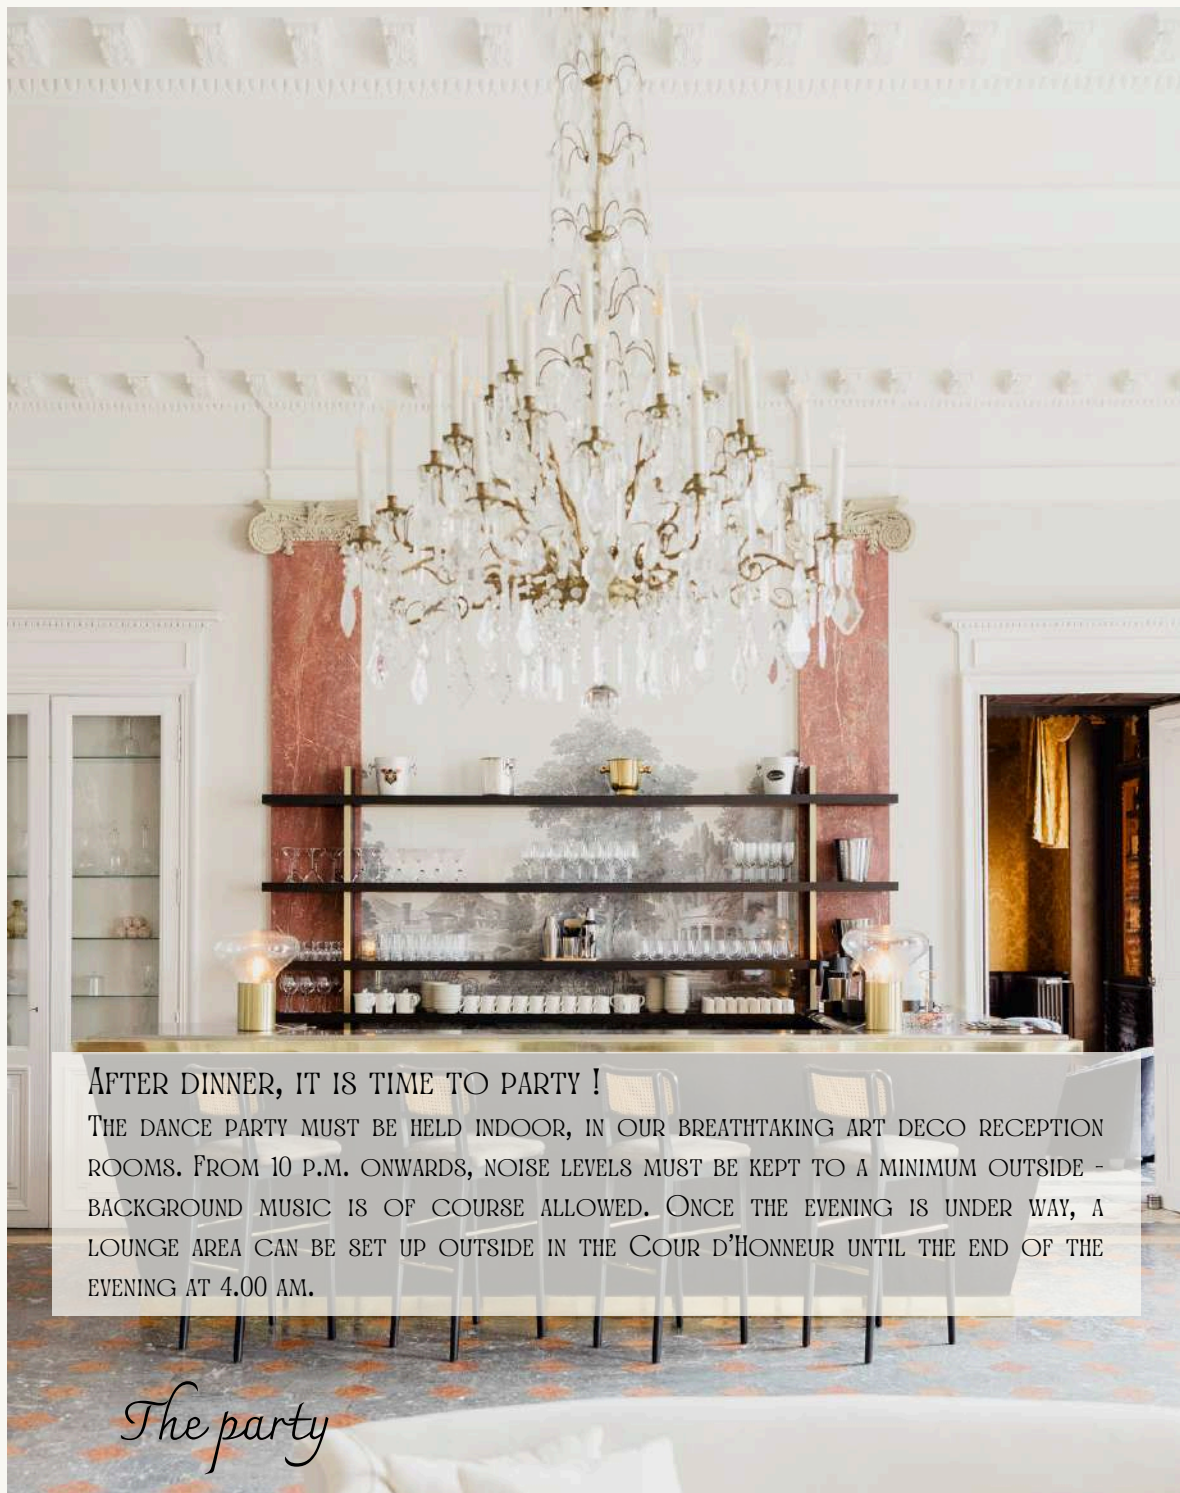 After dinner, it is time to party !
The dance party must be held indoor, in our breathtaking art deco reception
rooms. From 10 p.m. onwards, noise levels must be kept to a minimum outside -
background music is of course allowed. Once the evening is under way, a
lounge area can be set up outside in the Cour d'Honneur until the end of the
evening at 4.00 am.
The party